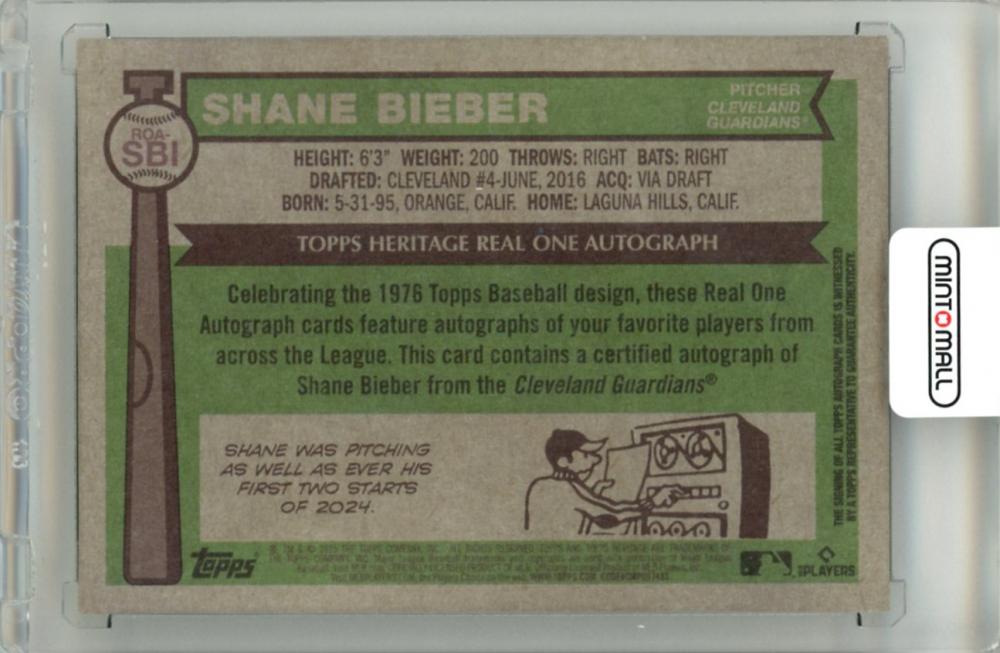 SHANE BIEBER
PITCHER
CLEVELAND
GUARDIANS®
ROA-
SBI
HEIGHT: 6'3" WEIGHT: 200 THROWS: RIGHT BATS: RIGHT
DRAFTED: CLEVELAND #4-JUNE, 2016 ACQ: VIA DRAFT
BORN: 5-31-95, ORANGE, CALIF. HOME: LAGUNA HILLS, CALIF.
TOPPS HERITAGE REAL ONE AUTOGRAPH
Celebrating the 1976 Topps Baseball design, these Real One
Autograph cards feature autographs of your favorite players from
across the League. This card contains a certified autograph of
Shane Bieber from the Cleveland Guardians®
SHANE WAS PITCHING
AS WELL AS EVER HIS
FIRST TWO STARTS
OF 2024.
THE SIGNING OF ALL TOPPS AUTOGRAPH CARDS IS WITNESSED
BY A TOPPS REPRESENTATIVE TO GUARANTEE AUTHENTICITY.
topps
PLAYERS
MINTOMALL